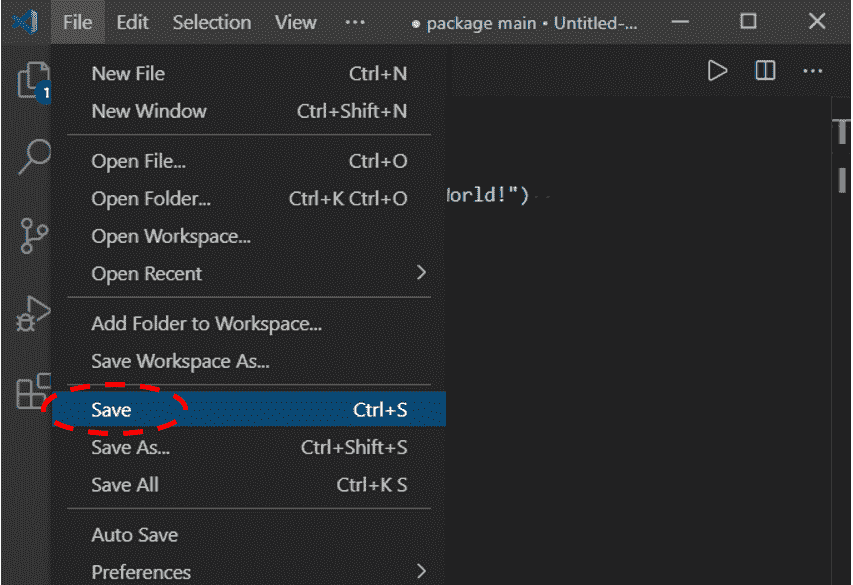 File Edit Selection View ··· ● package main • Untitled-...
1
New File Ctrl+N
New Window Ctrl+Shift+N
Open File... Ctrl+O
Open Folder... Ctrl+K Ctrl+O
orld!")
Open Workspace...
Open Recent
Add Folder to Workspace...
Save Workspace As...
Save Ctrl+S
Save As... Ctrl+Shift+S
Save All Ctrl+K S
Auto Save
Preferences